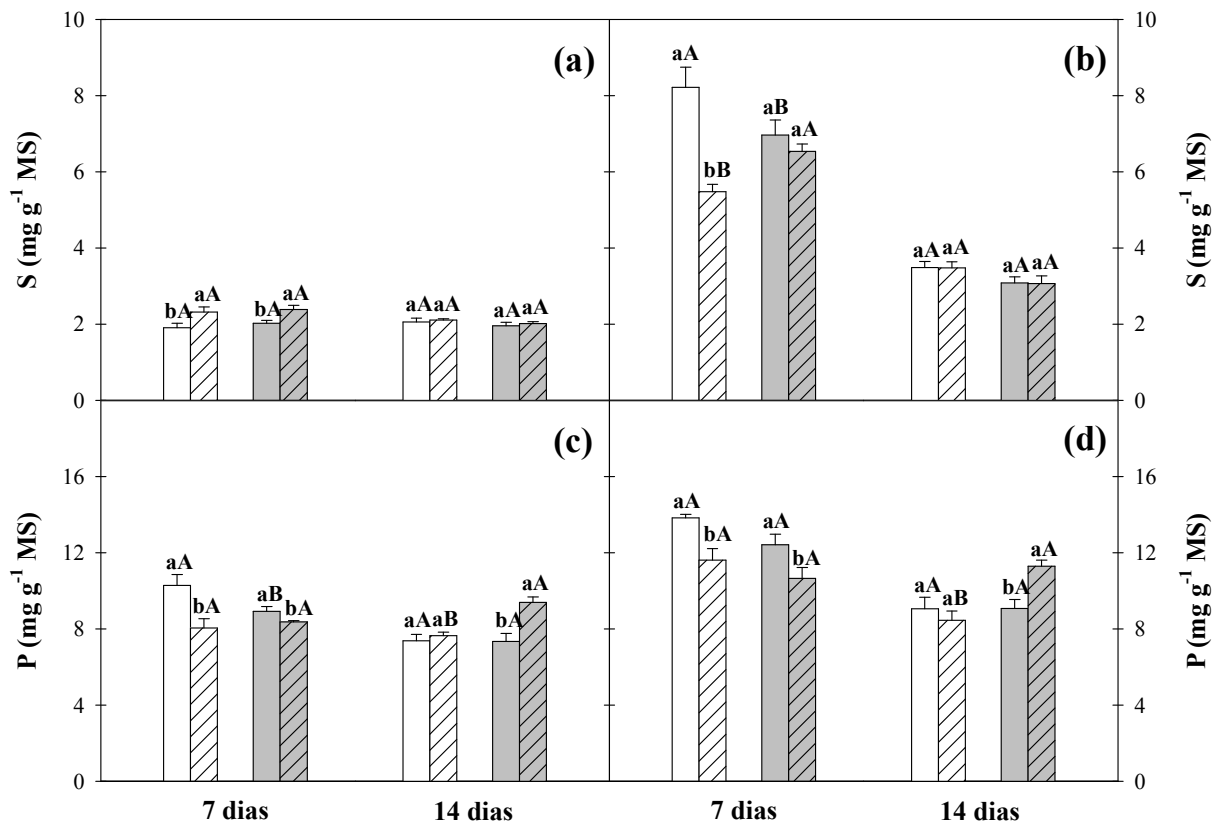 10
(a)
(b)
10
aA
8
8
aB
aA
S (mg g⁻¹ MS)
6
bB
6
S (mg g⁻¹ MS)
4
aA aA
aA aA
4
bA aA bA aA
aA aA aA aA
2
2
0
0
(c)
(d)
16
aA
16
aA
bA
aA
P (mg g⁻¹ MS)
12
aA
bA
aA
12
P (mg g⁻¹ MS)
bA aB bA
aA aB bA
aA
aA aB bA
8
8
4
4
0
0
7 dias 14 dias 7 dias 14 dias